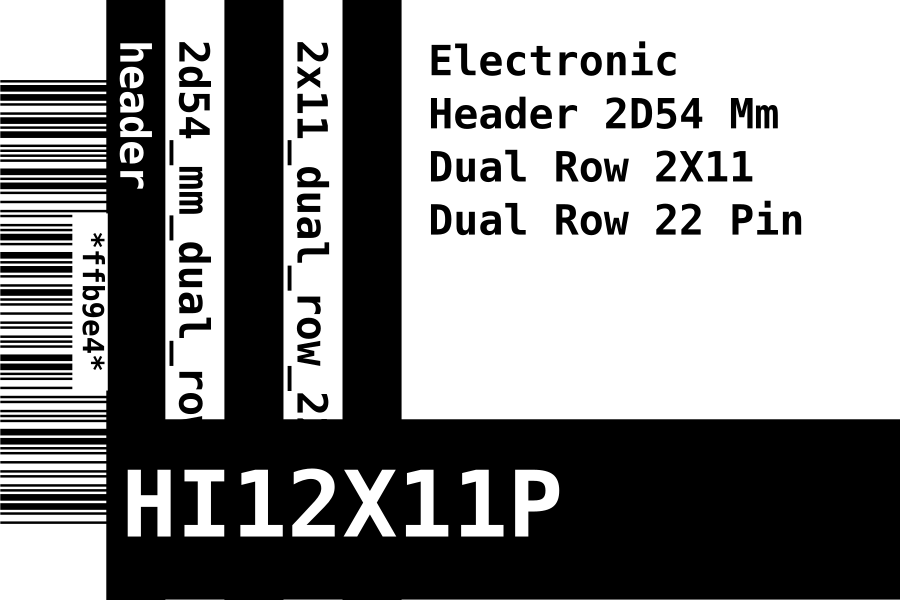 *ffb9e4*
header
2d54_mm_dual_ro
2x11_dual_row_2
Electronic
Header 2D54 Mm
Dual Row 2X11
Dual Row 22 Pin
HI12X11P